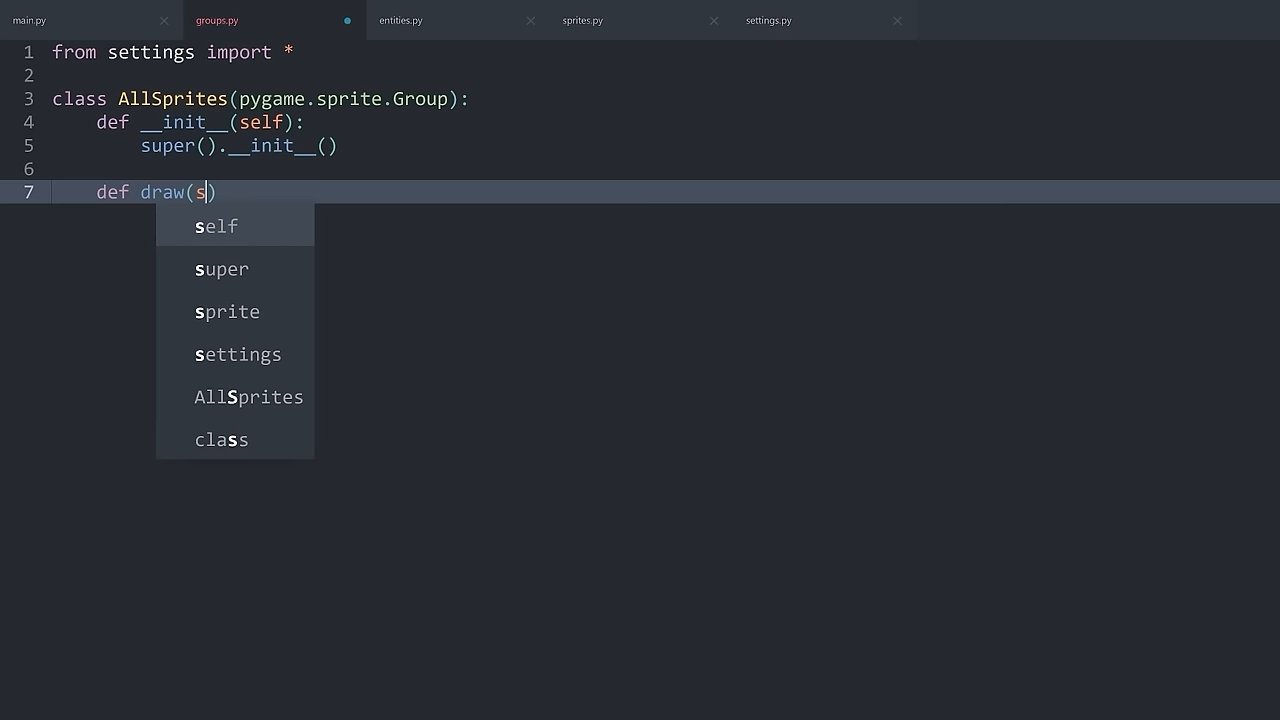 main.py groups.py entities.py sprites.py settings.py
1 from settings import *
2
3 class AllSprites(pygame.sprite.Group):
4     def __init__(self):
5         super().__init__()
6
7     def draw(s)
self
super
sprite
settings
AllSprites
class